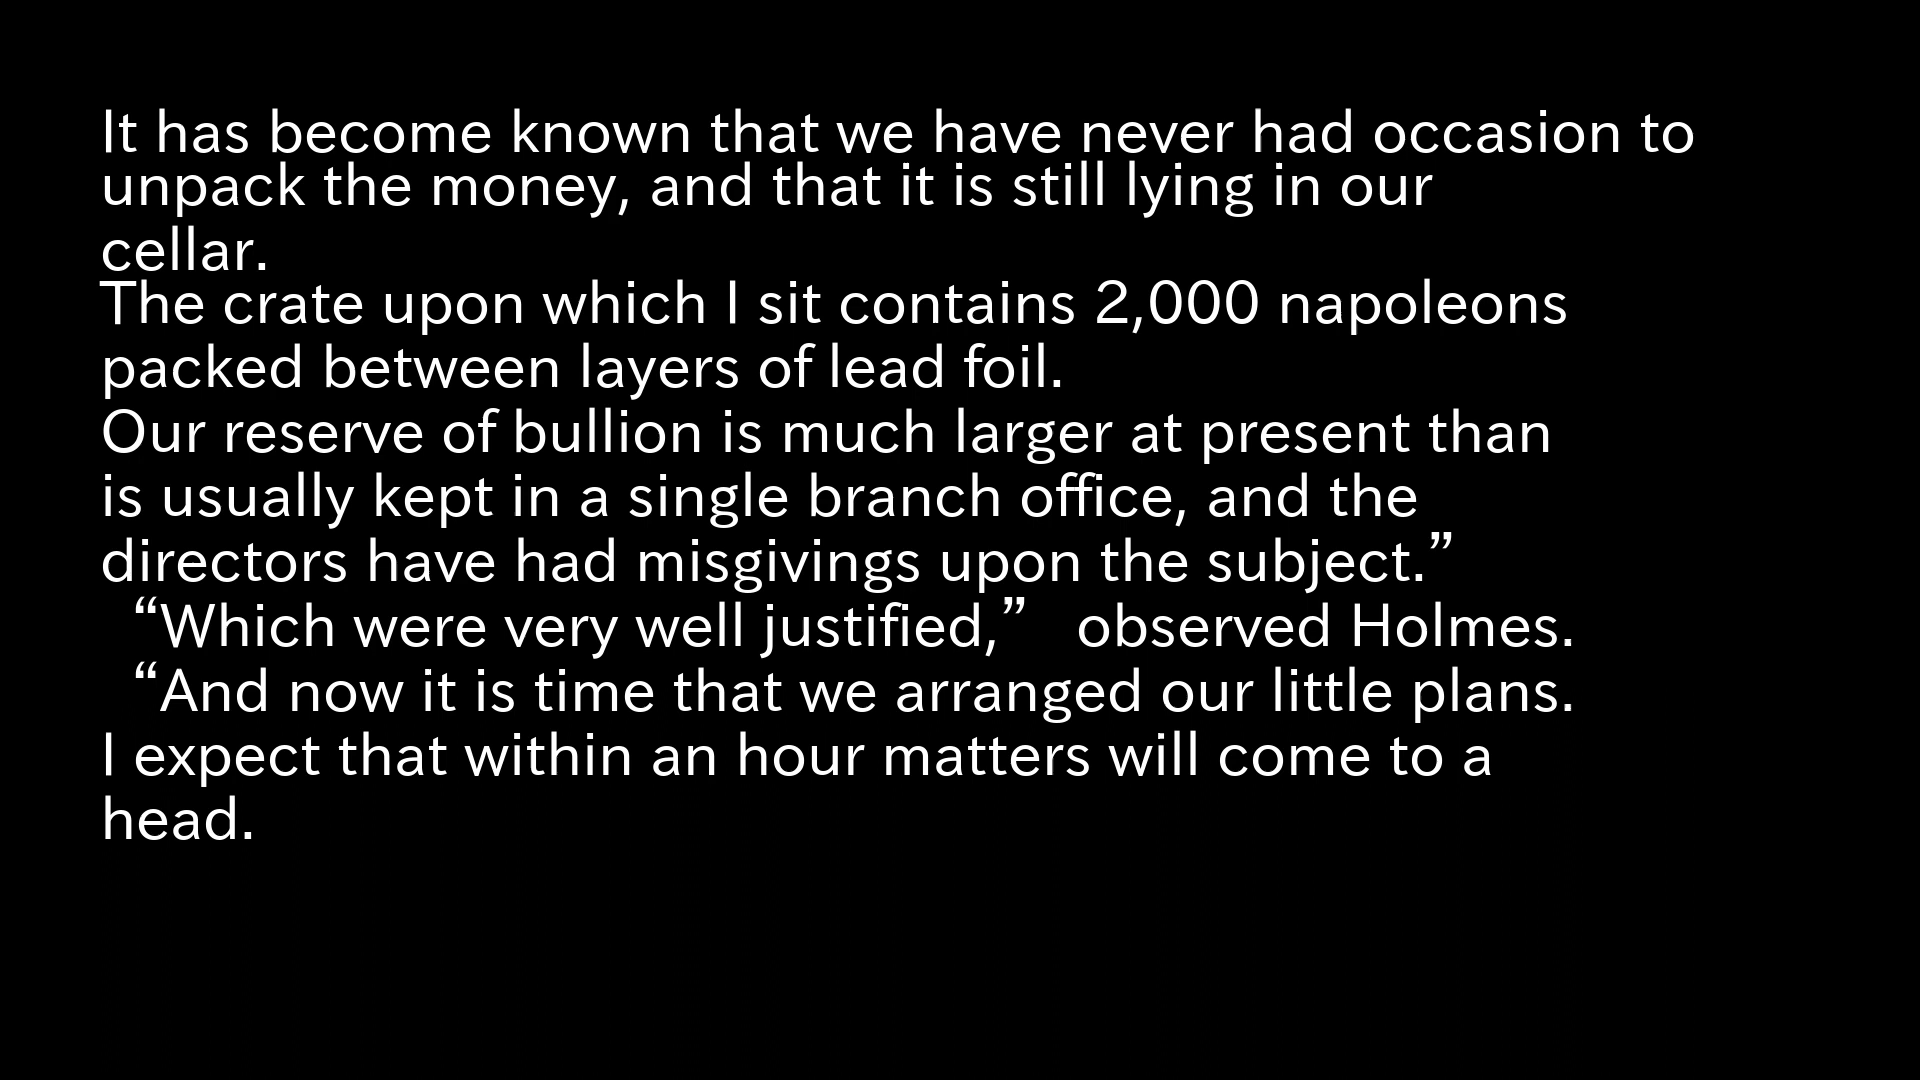 It has become known that we have never had occasion to
unpack the money, and that it is still lying in our
cellar.
The crate upon which I sit contains 2,000 napoleons
packed between layers of lead foil.
Our reserve of bullion is much larger at present than
is usually kept in a single branch office, and the
directors have had misgivings upon the subject.”
“Which were very well justified,” observed Holmes.
“And now it is time that we arranged our little plans.
I expect that within an hour matters will come to a
head.